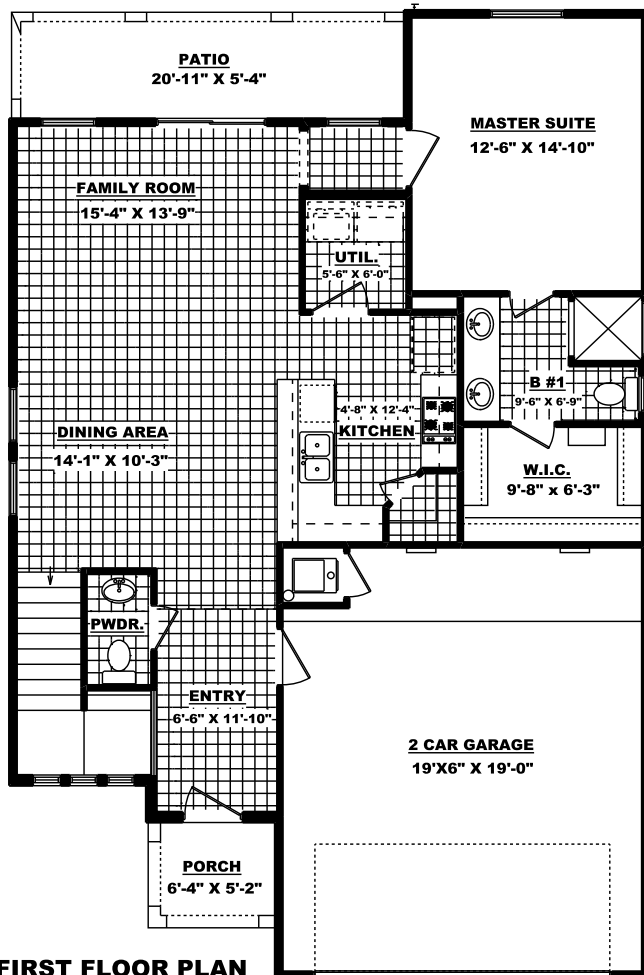 PATIO
20'-11" X 5'-4"
MASTER SUITE
12'-6" X 14'-10"
FAMILY ROOM
15'-4" X 13'-9"
UTIL.
5'-6" X 6'-0"
B #1
9'-6" X 6'-9"
4'-8" X 12'-4"
KITCHEN
DINING AREA
14'-1" X 10'-3"
W.I.C.
9'-8" x 6'-3"
PWDR.
ENTRY
6'-6" X 11'-10"
2 CAR GARAGE
19'X6" X 19'-0"
PORCH
6'-4" X 5'-2"
FIRST FLOOR PLAN